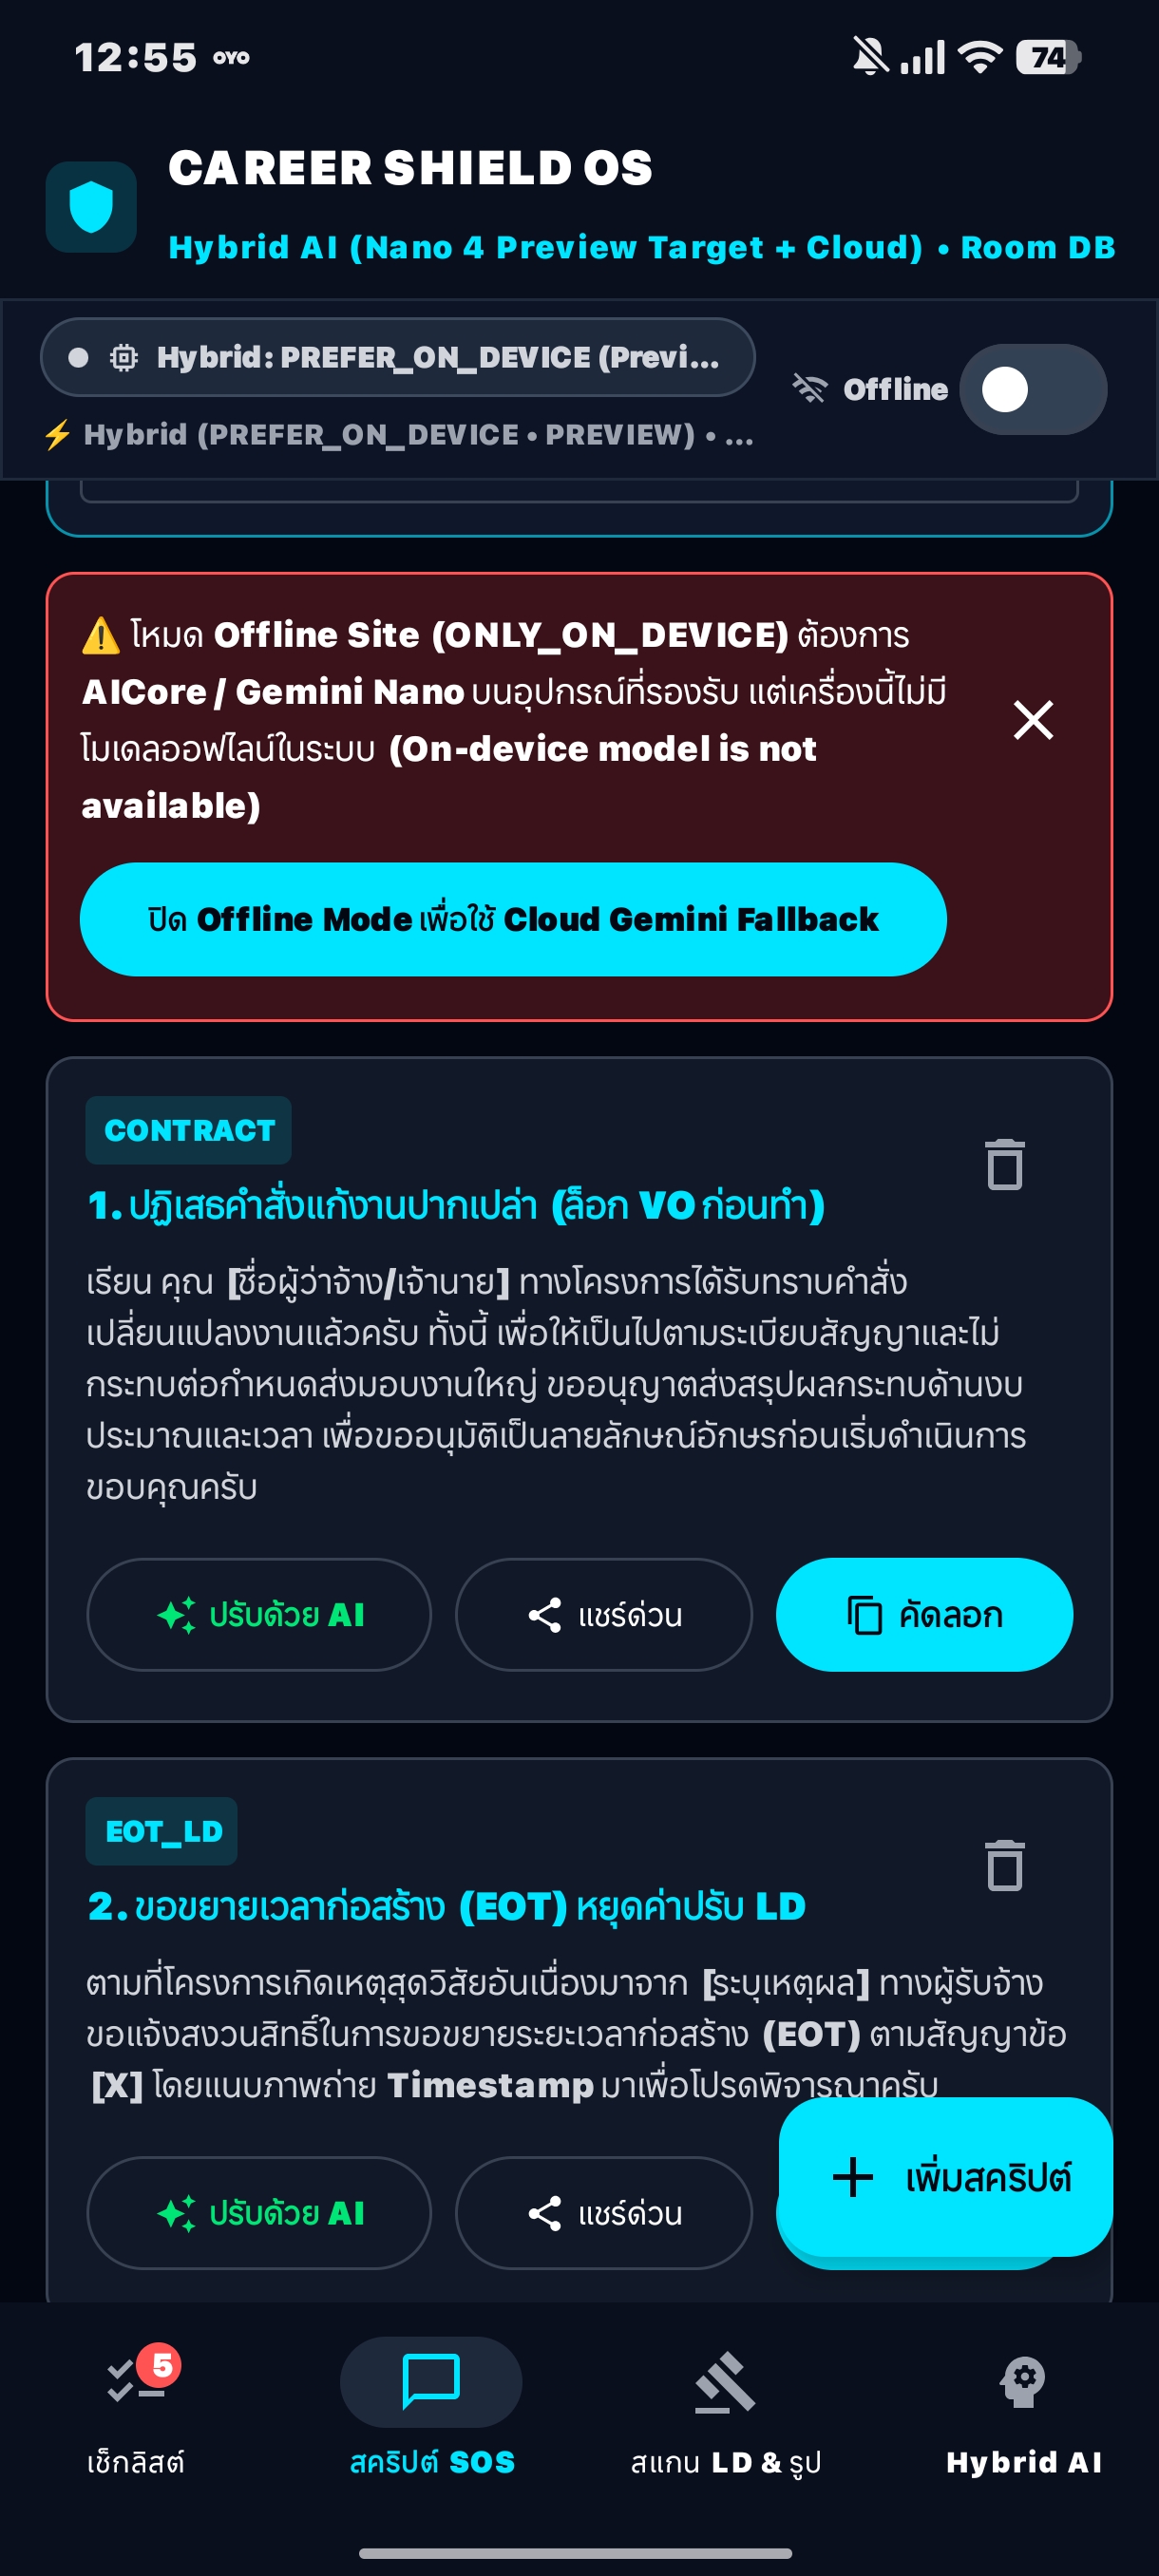 12:55 OYO
74
CAREER SHIELD OS
Hybrid AI (Nano 4 Preview Target + Cloud) • Room DB
Hybrid: PREFER_ON_DEVICE (Previ...
Offline
⚡ Hybrid (PREFER_ON_DEVICE • PREVIEW) • ...
⚠️ โหมด Offline Site (ONLY_ON_DEVICE) ต้องการ
AICore / Gemini Nano บนอุปกรณ์ที่รองรับ แต่เครื่องนี้ไม่มี
โมเดลออฟไลน์ในระบบ (On-device model is not
available)
ปิด Offline Mode เพื่อใช้ Cloud Gemini Fallback
CONTRACT
1. ปฏิเสธคำสั่งแก้งานปากเปล่า (ล็อก VO ก่อนทำ)
เรียน คุณ [ชื่อผู้ว่าจ้าง/เจ้านาย] ทางโครงการได้รับทราบคำสั่ง
เปลี่ยนแปลงงานแล้วครับ ทั้งนี้ เพื่อให้เป็นไปตามระเบียบสัญญาและไม่
กระทบต่อกำหนดส่งมอบงานใหญ่ ขออนุญาตส่งสรุปผลกระทบด้านงบ
ประมาณและเวลา เพื่อขออนุมัติเป็นลายลักษณ์อักษรก่อนเริ่มดำเนินการ
ขอบคุณครับ
ปรับด้วย AI
แชร์ด่วน
คัดลอก
EOT_LD
2. ขอขยายเวลาก่อสร้าง (EOT) หยุดค่าปรับ LD
ตามที่โครงการเกิดเหตุสุดวิสัยอันเนื่องมาจาก [ระบุเหตุผล] ทางผู้รับจ้าง
ขอแจ้งสงวนสิทธิ์ในการขอขยายระยะเวลาก่อสร้าง (EOT) ตามสัญญาข้อ
[X] โดยแนบภาพถ่าย Timestamp มาเพื่อโปรดพิจารณาครับ
ปรับด้วย AI
แชร์ด่วน
เพิ่มสคริปต์
5
เช็กลิสต์
สคริปต์ SOS
สแกน LD & รูป
Hybrid AI